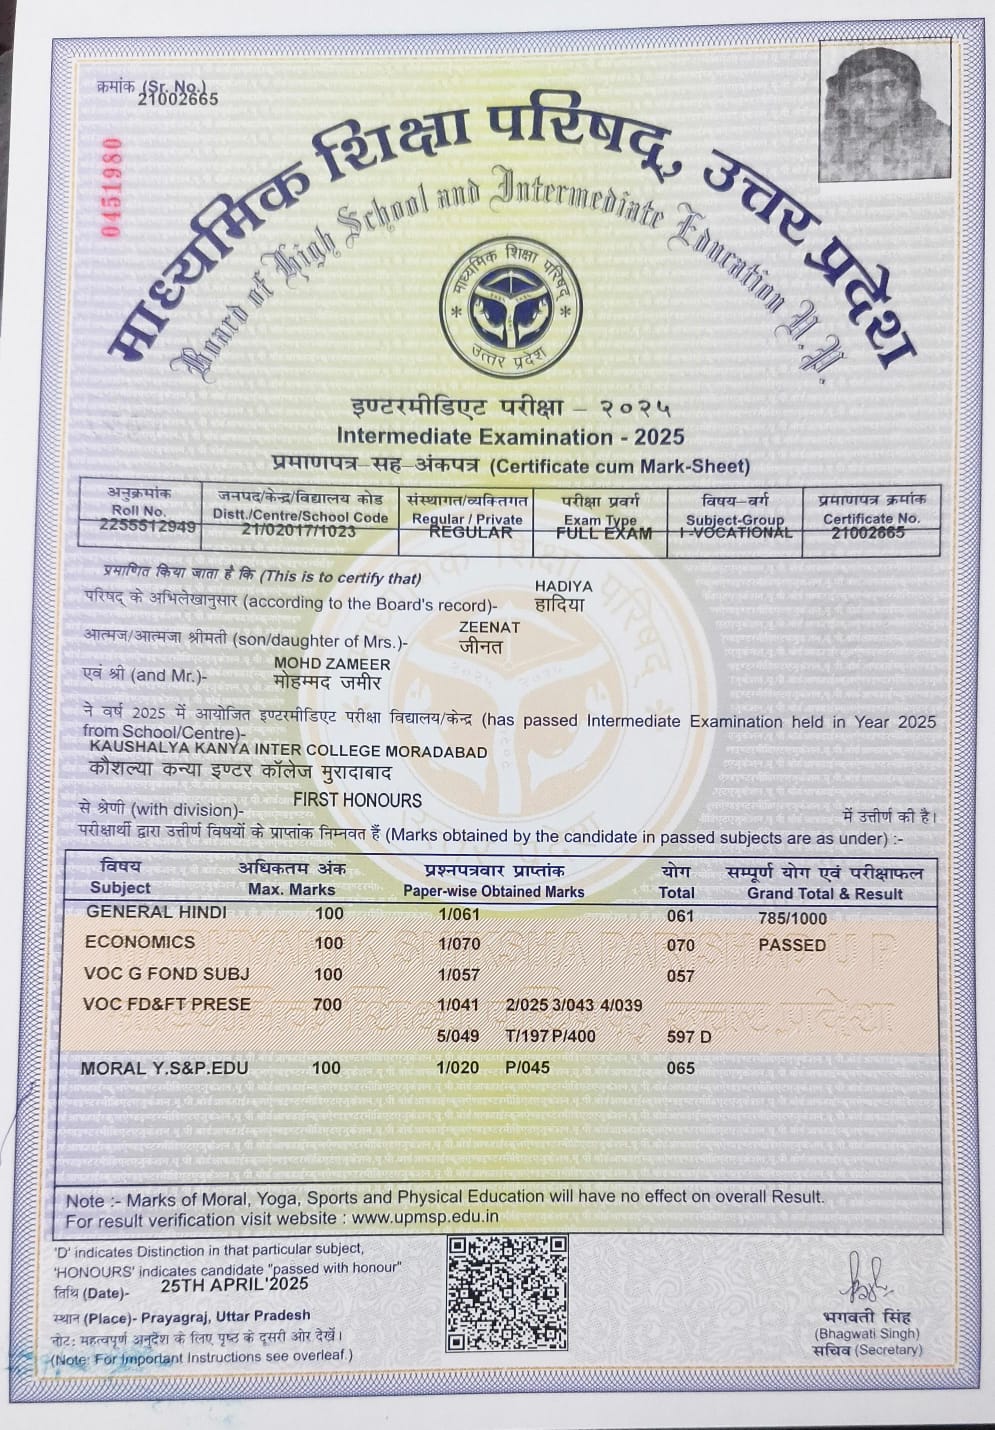 क्रमांक (Sr. No.)
21002665
0451980
माध्यमिक शिक्षा परिषद्, उत्तर प्रदेश
Board of High School and Intermediate Education U.P.
माध्यमिक शिक्षा परिषद
उत्तर प्रदेश
इण्टरमीडिएट परीक्षा – २०२५
Intermediate Examination - 2025
प्रमाणपत्र–सह–अंकपत्र (Certificate cum Mark-Sheet)
अनुक्रमांक जनपद/केन्द्र/विद्यालय कोड संस्थागत/व्यक्तिगत परीक्षा प्रवर्ग विषय–वर्ग प्रमाणपत्र क्रमांक
Roll No. Distt./Centre/School Code Regular / Private Exam Type Subject-Group Certificate No.
2255512949 21/02017/1023 REGULAR FULL EXAM I-VOCATIONAL 21002665
प्रमाणित किया जाता है कि (This is to certify that)
HADIYA
परिषद् के अभिलेखानुसार (according to the Board's record)- हादिया
ZEENAT
आत्मज/आत्मजा श्रीमती (son/daughter of Mrs.)- जीनत
MOHD ZAMEER
एवं श्री (and Mr.)- मोहम्मद जमीर
ने वर्ष 2025 में आयोजित इण्टरमीडिएट परीक्षा विद्यालय/केन्द्र (has passed Intermediate Examination held in Year 2025
from School/Centre)-
KAUSHALYA KANYA INTER COLLEGE MORADABAD
कौशल्या कन्या इण्टर कॉलेज मुरादाबाद
से श्रेणी (with division)- FIRST HONOURS में उत्तीर्ण की है।
परीक्षार्थी द्वारा उत्तीर्ण विषयों के प्राप्तांक निम्नवत हैं (Marks obtained by the candidate in passed subjects are as under) :-
विषय अधिकतम अंक प्रश्नपत्रवार प्राप्तांक योग सम्पूर्ण योग एवं परीक्षाफल
Subject Max. Marks Paper-wise Obtained Marks Total Grand Total & Result
GENERAL HINDI 100 1/061 061 785/1000
ECONOMICS 100 1/070 070 PASSED
VOC G FOND SUBJ 100 1/057 057
VOC FD&FT PRESE 700 1/041 2/025 3/043 4/039
5/049 T/197 P/400 597 D
MORAL Y.S&P.EDU 100 1/020 P/045 065
Note :- Marks of Moral, Yoga, Sports and Physical Education will have no effect on overall Result.
For result verification visit website : www.upmsp.edu.in
'D' indicates Distinction in that particular subject,
'HONOURS' indicates candidate "passed with honour"
तिथि (Date)- 25TH APRIL'2025
स्थान (Place)- Prayagraj, Uttar Pradesh
नोट: महत्वपूर्ण अनुदेश के लिए पृष्ठ के दूसरी ओर देखें।
(Note: For Important Instructions see overleaf.)
भगवती सिंह
(Bhagwati Singh)
सचिव (Secretary)